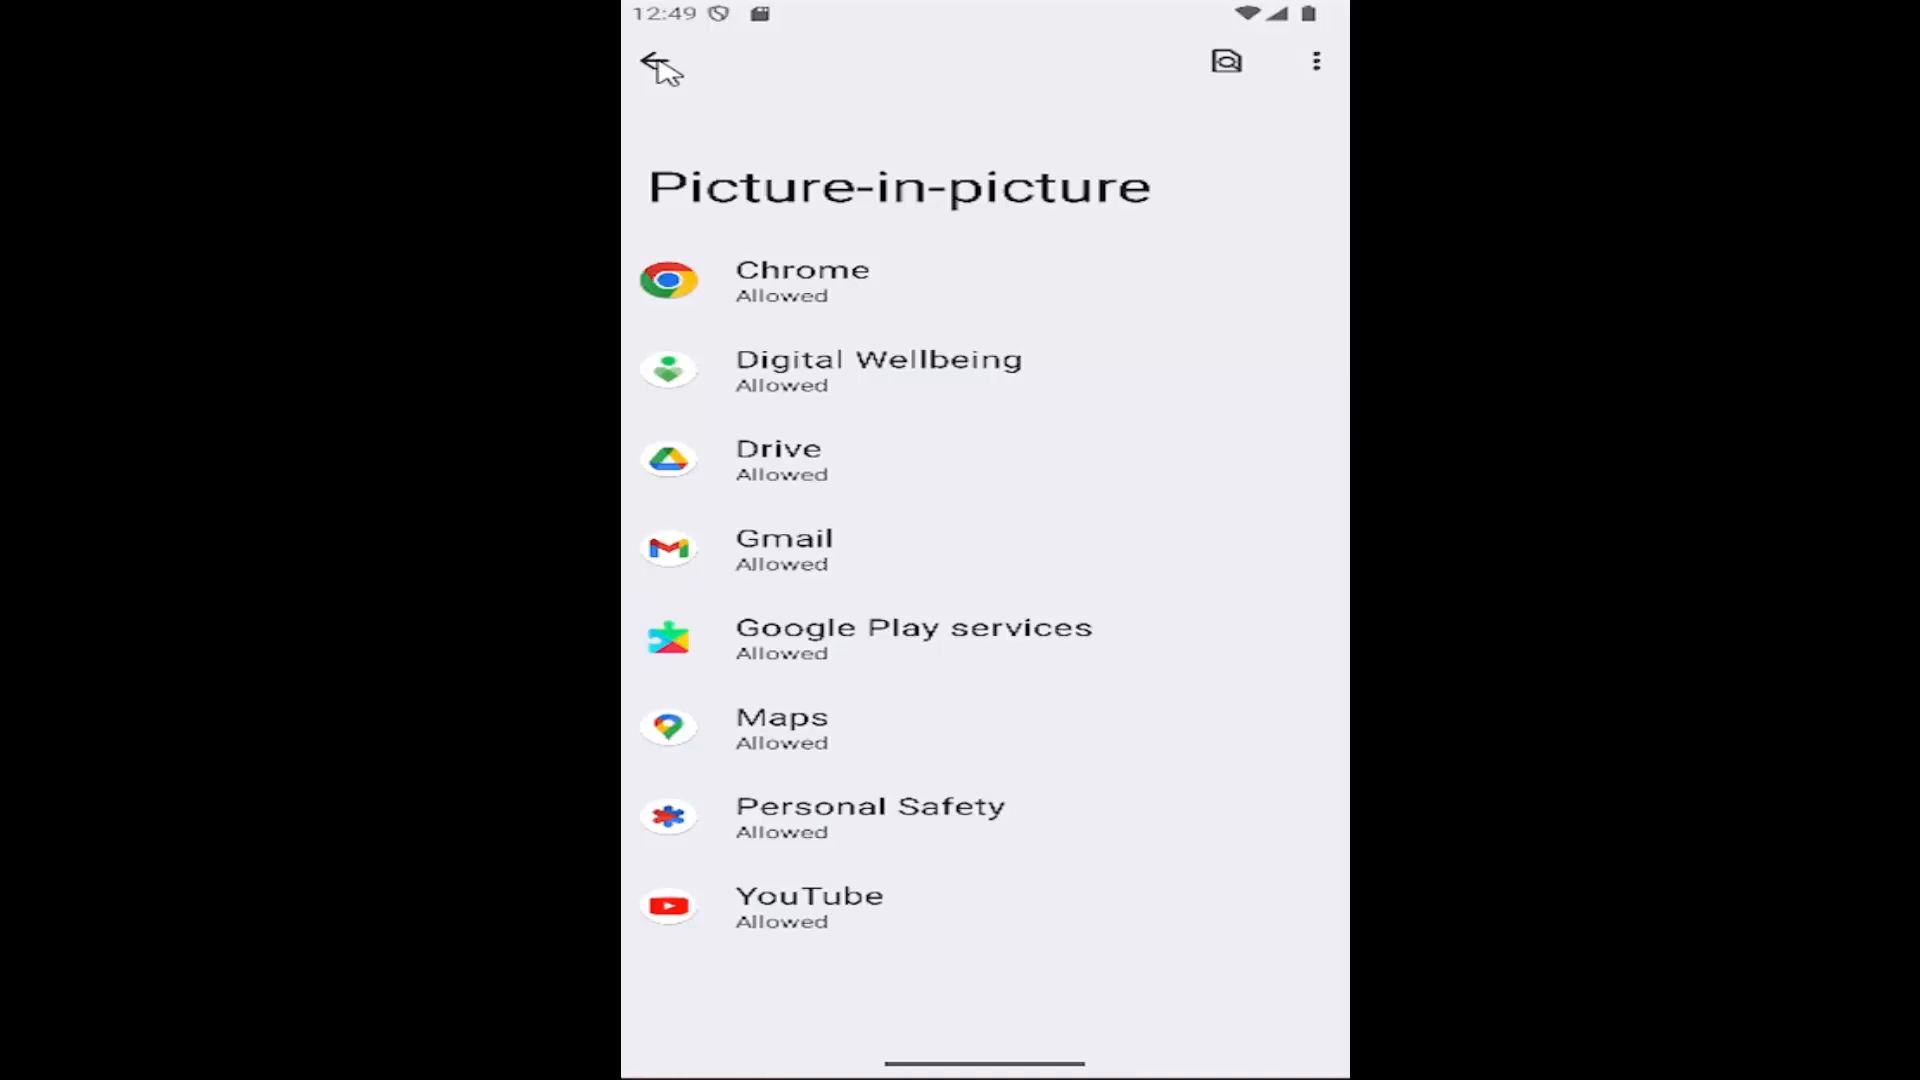 12:49
Picture-in-picture
Chrome
Allowed
Digital Wellbeing
Allowed
Drive
Allowed
Gmail
Allowed
Google Play services
Allowed
Maps
Allowed
Personal Safety
Allowed
YouTube
Allowed